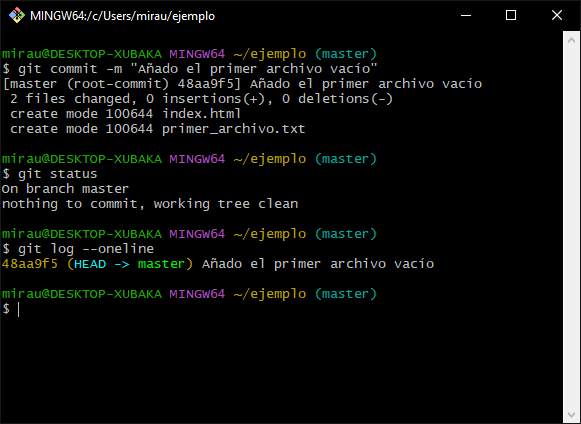 MINGW64:/c/Users/mirau/ejemplo
mirau@DESKTOP-XUBAKA MINGW64 ~/ejemplo (master)
$ git commit -m "Añado el primer archivo vacío"
[master (root-commit) 48aa9f5] Añado el primer archivo vacío
 2 files changed, 0 insertions(+), 0 deletions(-)
 create mode 100644 index.html
 create mode 100644 primer_archivo.txt
mirau@DESKTOP-XUBAKA MINGW64 ~/ejemplo (master)
$ git status
On branch master
nothing to commit, working tree clean
mirau@DESKTOP-XUBAKA MINGW64 ~/ejemplo (master)
$ git log --oneline
48aa9f5 (HEAD -> master) Añado el primer archivo vacío
mirau@DESKTOP-XUBAKA MINGW64 ~/ejemplo (master)
$